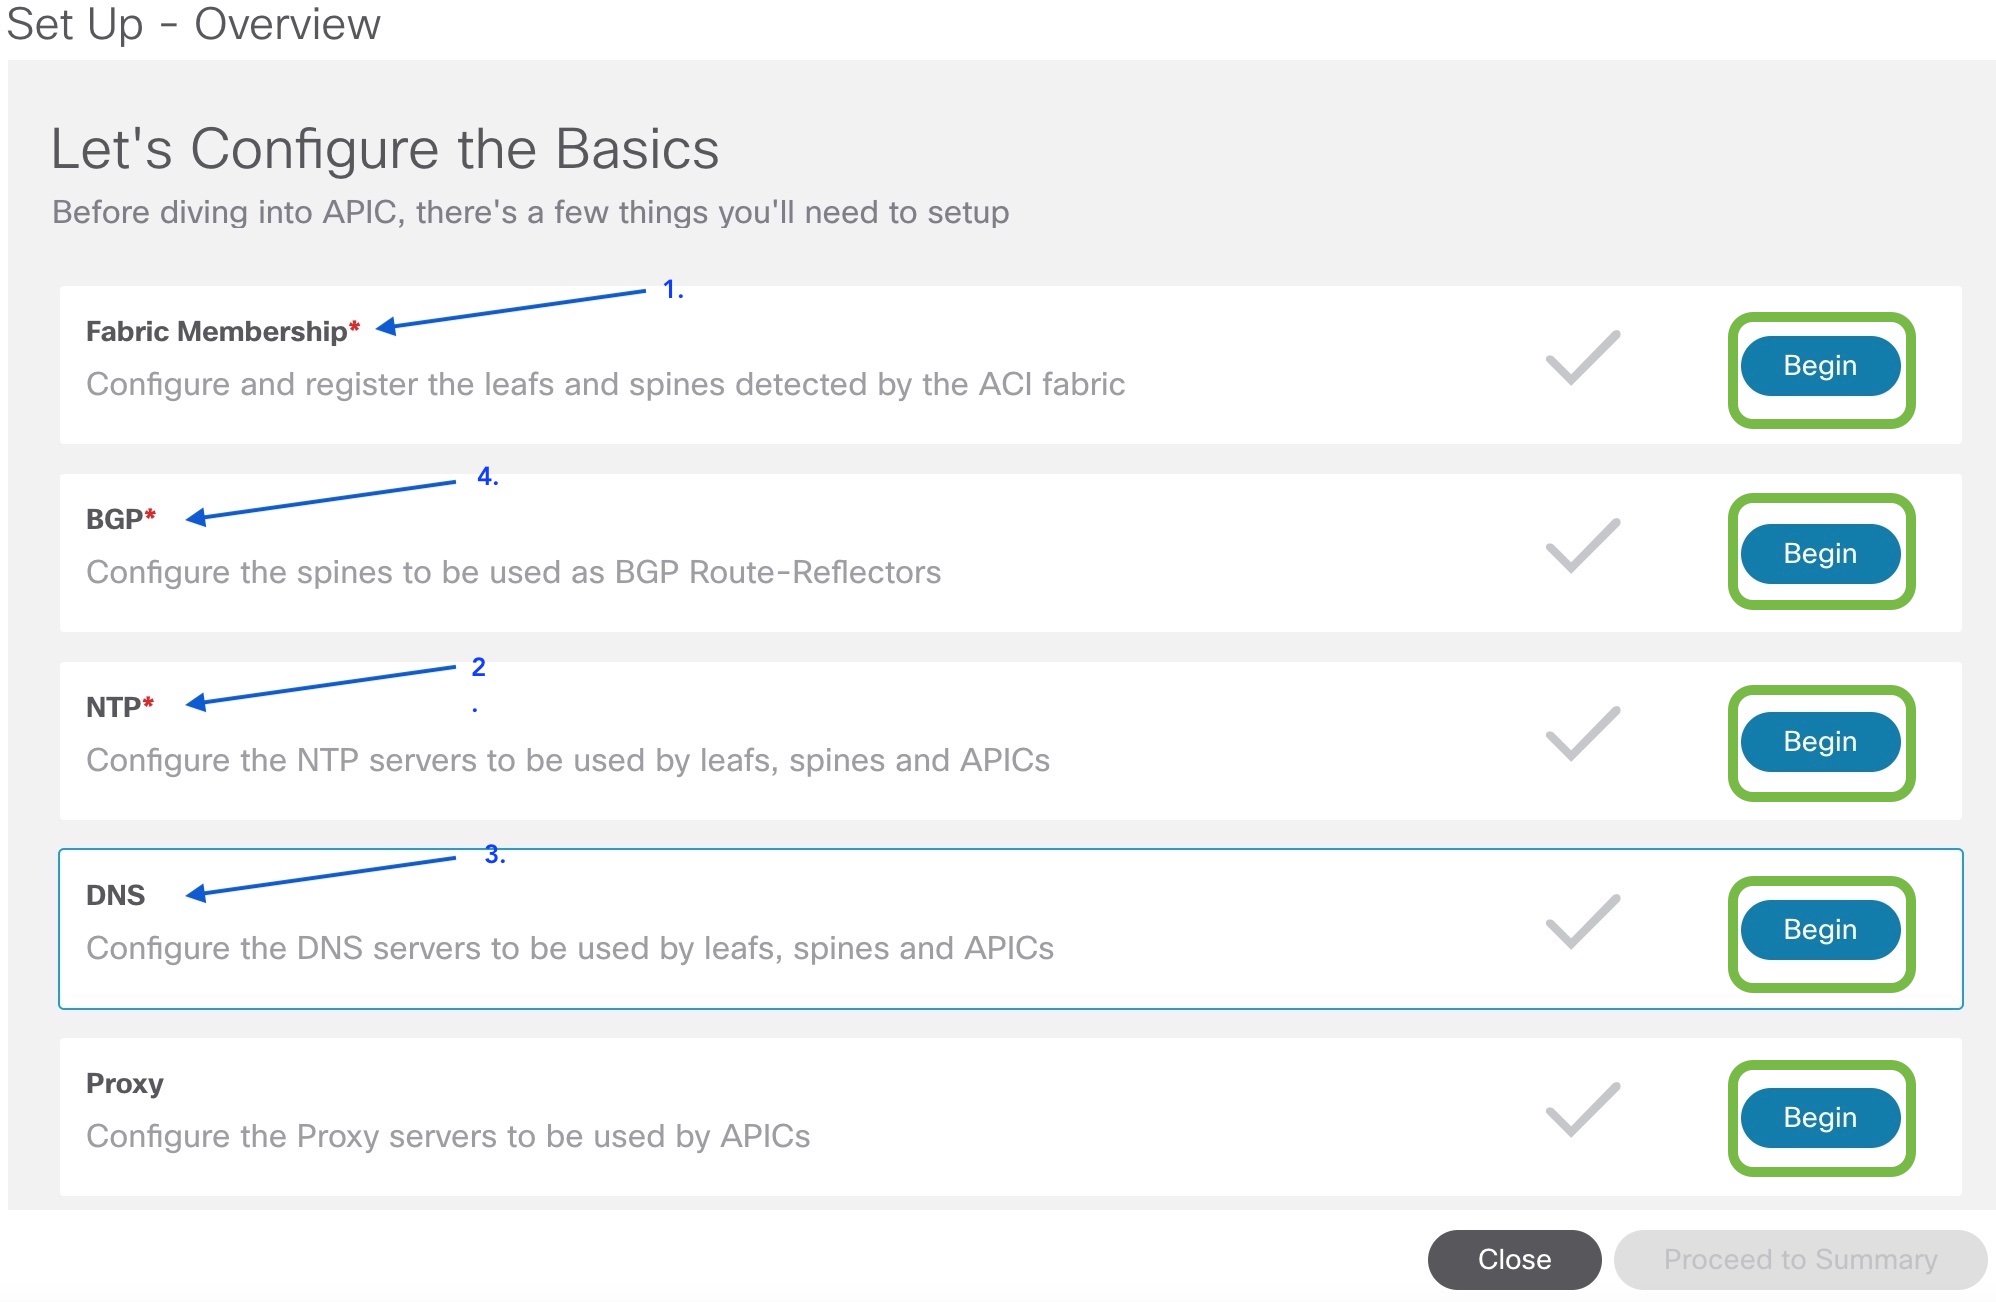 Set Up - Overview
Let's Configure the Basics
Before diving into APIC, there's a few things you'll need to setup
1.
Fabric Membership*
Configure and register the leafs and spines detected by the ACI fabric
Begin
4.
BGP*
Configure the spines to be used as BGP Route-Reflectors
Begin
2
.
NTP*
Configure the NTP servers to be used by leafs, spines and APICs
Begin
3.
DNS
Configure the DNS servers to be used by leafs, spines and APICs
Begin
Proxy
Configure the Proxy servers to be used by APICs
Begin
Close
Proceed to Summary